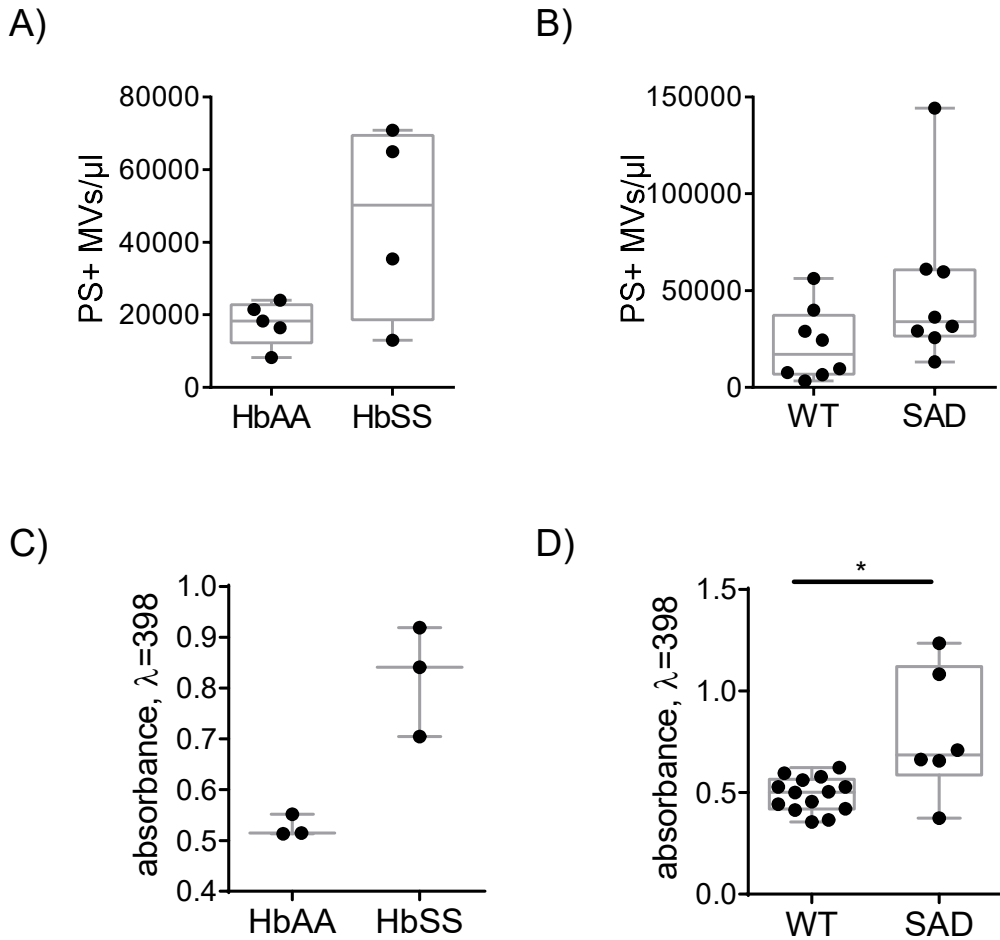 A)
PS+ MVs/µl
80000
60000
40000
20000
0
HbAA HbSS
B)
PS+ MVs/µl
150000
100000
50000
0
WT SAD
C)
absorbance, λ=398
1.0
0.9
0.8
0.7
0.6
0.5
0.4
HbAA HbSS
D)
absorbance, λ=398
*
1.5
1.0
0.5
0.0
WT SAD